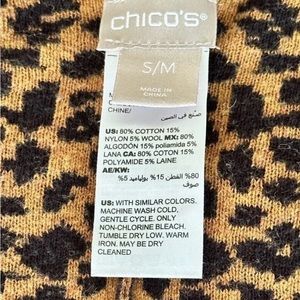 chico's®
S/M
MADE IN
CHINA
CHINE/
صنع في الصين
US: 80% COTTON 15%
NYLON 5% WOOL MX: 80%
ALGODÓN 15% poliamida 5%
LANA CA: 80% COTTON 15%
POLYAMIDE 5% LAINE
AE/KW:
80% القطن 15% بولياميد 5%
صوف
US: WITH SIMILAR COLORS.
MACHINE WASH COLD,
GENTLE CYCLE. ONLY
NON-CHLORINE BLEACH.
TUMBLE DRY LOW. WARM
IRON. MAY BE DRY
CLEANED